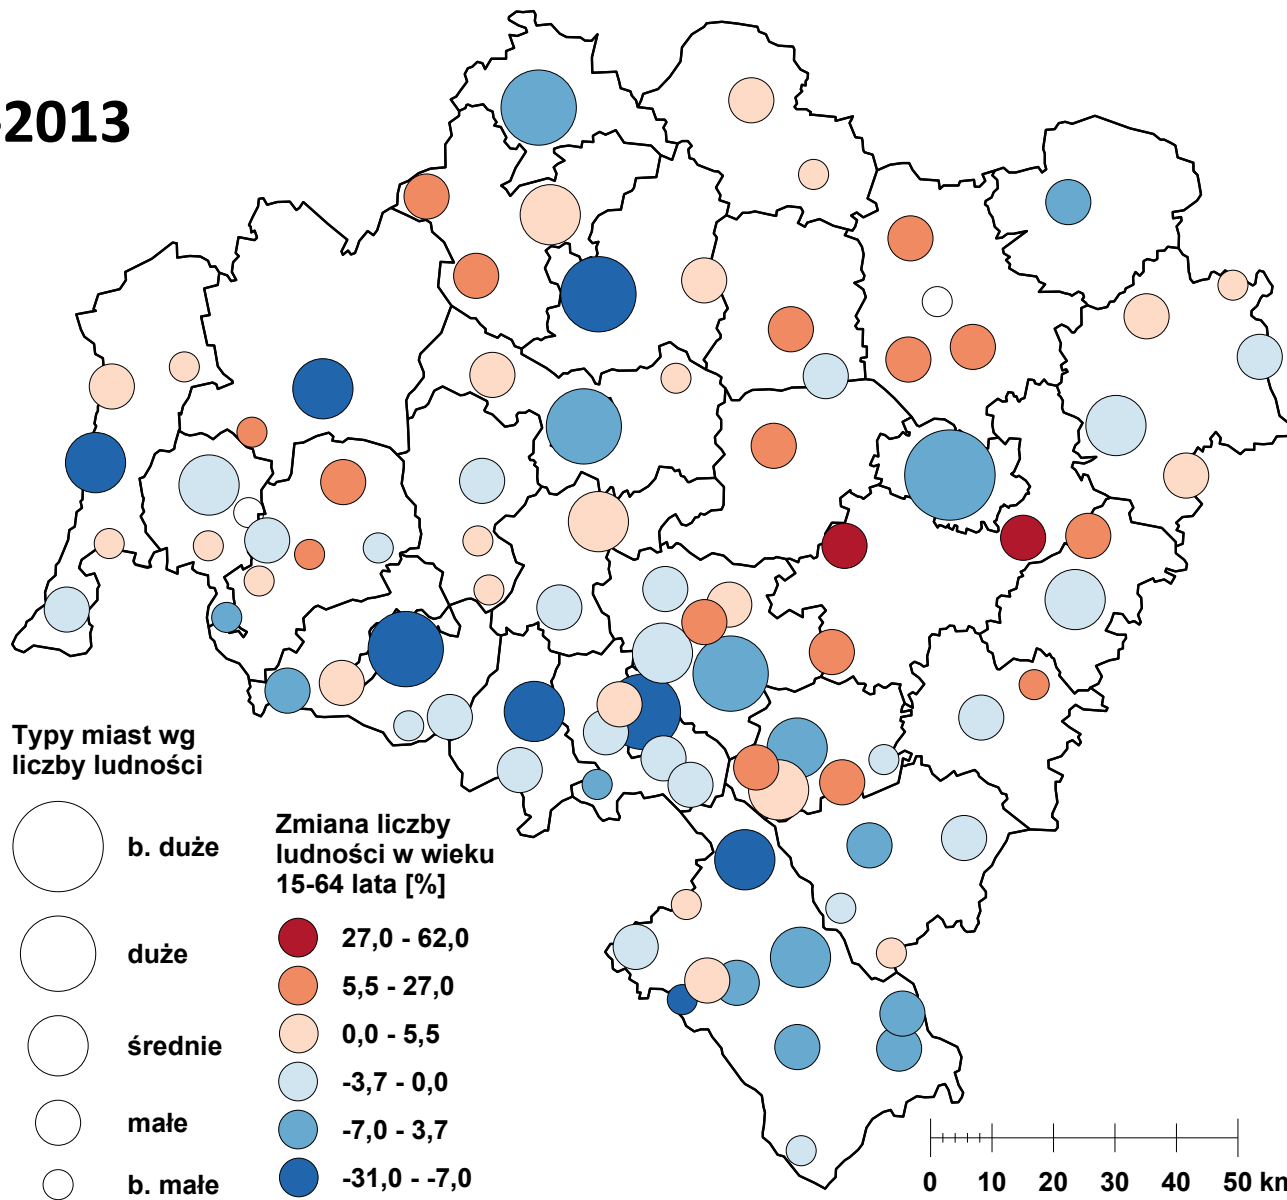 -2013
Typy miast wg
liczby ludności
b. duże
duże
średnie
małe
b. małe
Zmiana liczby
ludności w wieku
15-64 lata [%]
27,0 - 62,0
5,5 - 27,0
0,0 - 5,5
-3,7 - 0,0
-7,0 - 3,7
-31,0 - -7,0
0 10 20 30 40 50 km